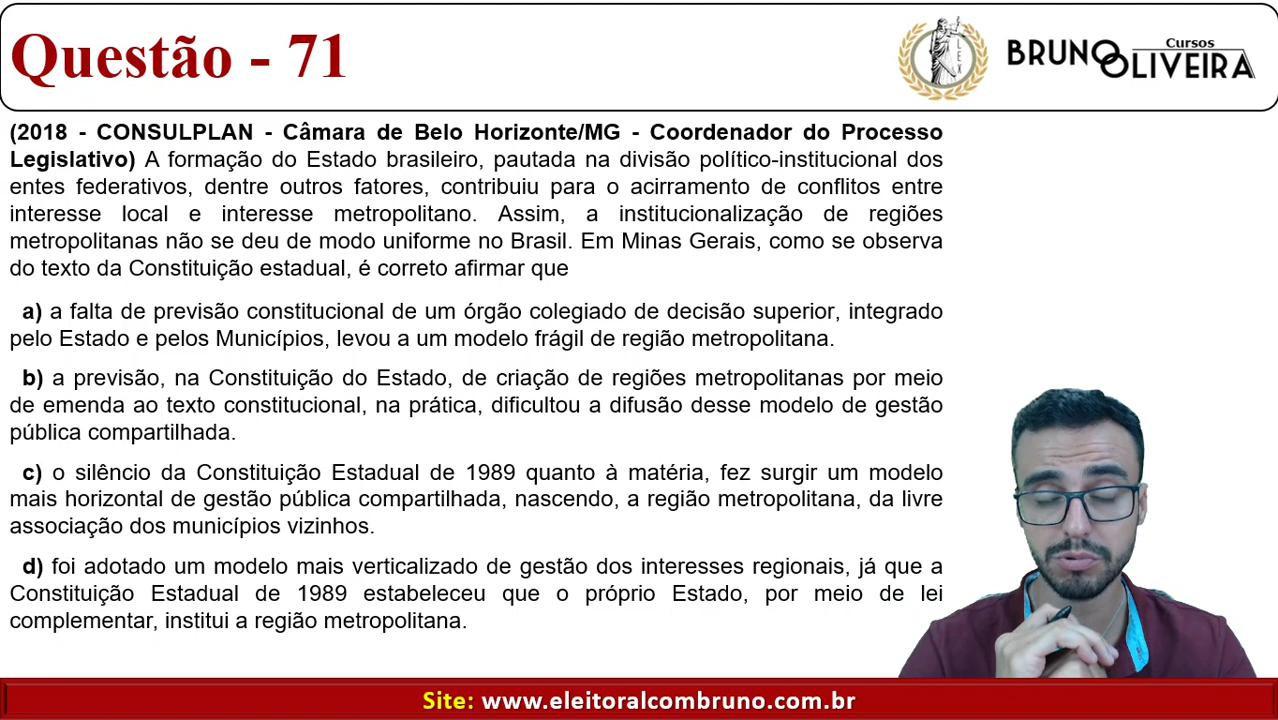 Questão - 71
Cursos
BRUNO
OLIVEIRA
LEX
(2018 - CONSULPLAN - Câmara de Belo Horizonte/MG - Coordenador do Processo
Legislativo) A formação do Estado brasileiro, pautada na divisão político-institucional dos
entes federativos, dentre outros fatores, contribuiu para o acirramento de conflitos entre
interesse local e interesse metropolitano. Assim, a institucionalização de regiões
metropolitanas não se deu de modo uniforme no Brasil. Em Minas Gerais, como se observa
do texto da Constituição estadual, é correto afirmar que
a) a falta de previsão constitucional de um órgão colegiado de decisão superior, integrado
pelo Estado e pelos Municípios, levou a um modelo frágil de região metropolitana.
b) a previsão, na Constituição do Estado, de criação de regiões metropolitanas por meio
de emenda ao texto constitucional, na prática, dificultou a difusão desse modelo de gestão
pública compartilhada.
c) o silêncio da Constituição Estadual de 1989 quanto à matéria, fez surgir um modelo
mais horizontal de gestão pública compartilhada, nascendo, a região metropolitana, da livre
associação dos municípios vizinhos.
d) foi adotado um modelo mais verticalizado de gestão dos interesses regionais, já que a
Constituição Estadual de 1989 estabeleceu que o próprio Estado, por meio de lei
complementar, institui a região metropolitana.
Site: www.eleitoralcombruno.com.br